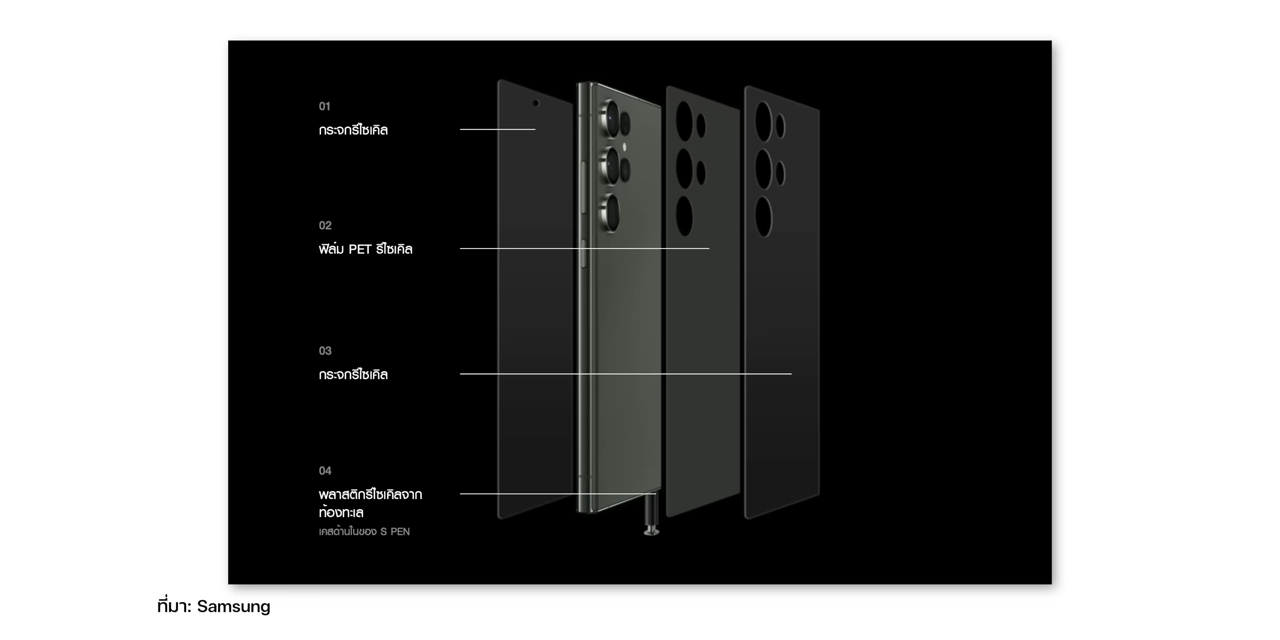 01
กระจกรีไซเคิล
02
ฟิล์ม PET รีไซเคิล
03
กระจกรีไซเคิล
04
พลาสติกรีไซเคิลจาก
ท้องทะเล
เคสด้านในของ S PEN
ที่มา: Samsung